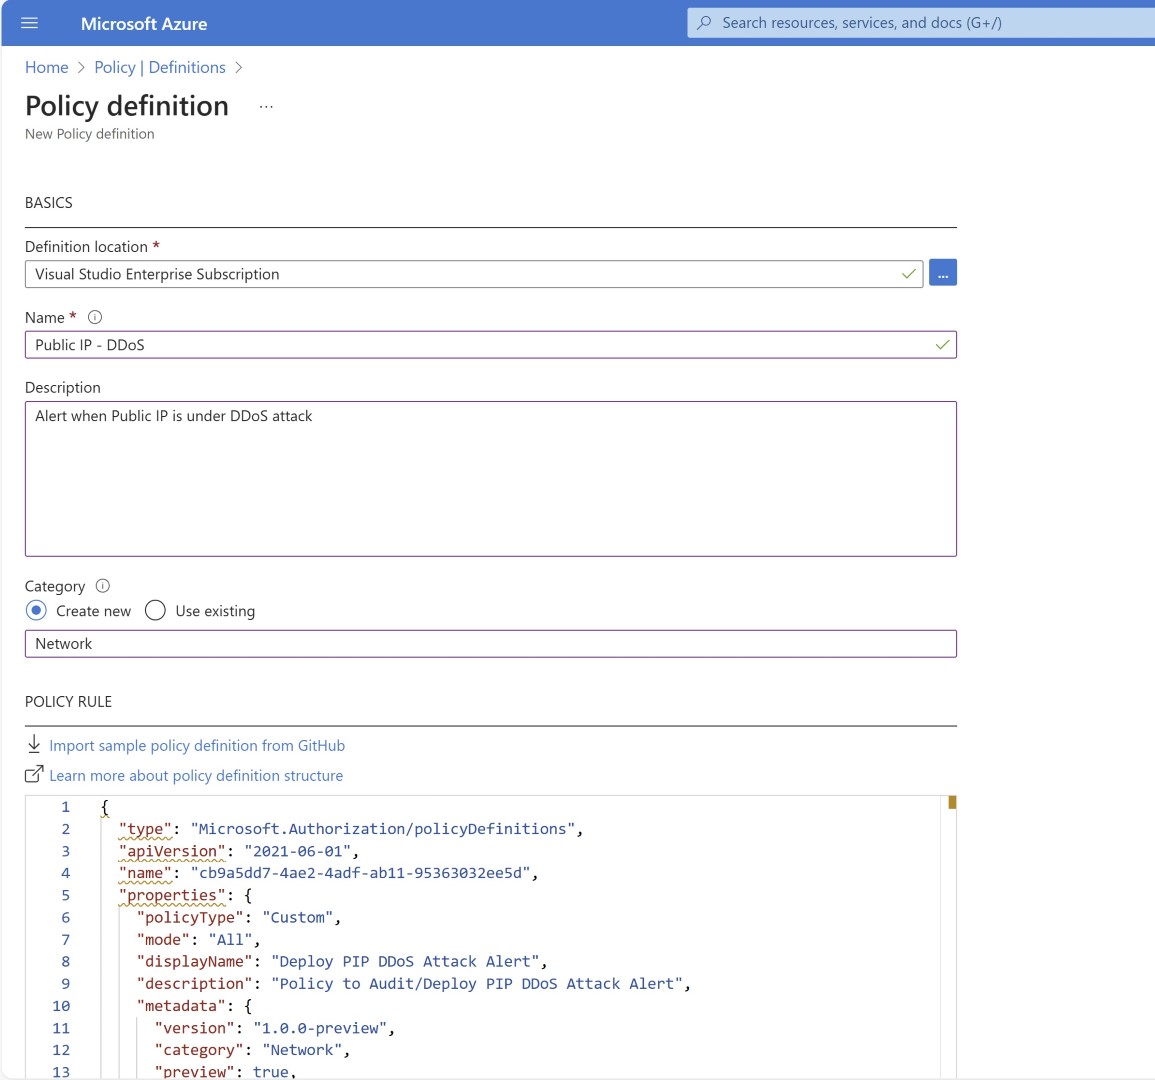 Microsoft Azure
Search resources, services, and docs (G+/)
Home > Policy | Definitions >
Policy definition ...
New Policy definition
BASICS
Definition location *
Visual Studio Enterprise Subscription
...
Name *
Public IP - DDoS
Description
Alert when Public IP is under DDoS attack
Category
Create new Use existing
Network
POLICY RULE
Import sample policy definition from GitHub
Learn more about policy definition structure
1 {
2 "type": "Microsoft.Authorization/policyDefinitions",
3 "apiVersion": "2021-06-01",
4 "name": "cb9a5dd7-4ae2-4adf-ab11-95363032ee5d",
5 "properties": {
6 "policyType": "Custom",
7 "mode": "All",
8 "displayName": "Deploy PIP DDoS Attack Alert",
9 "description": "Policy to Audit/Deploy PIP DDoS Attack Alert",
10 "metadata": {
11 "version": "1.0.0-preview",
12 "category": "Network",
13 "preview": true,